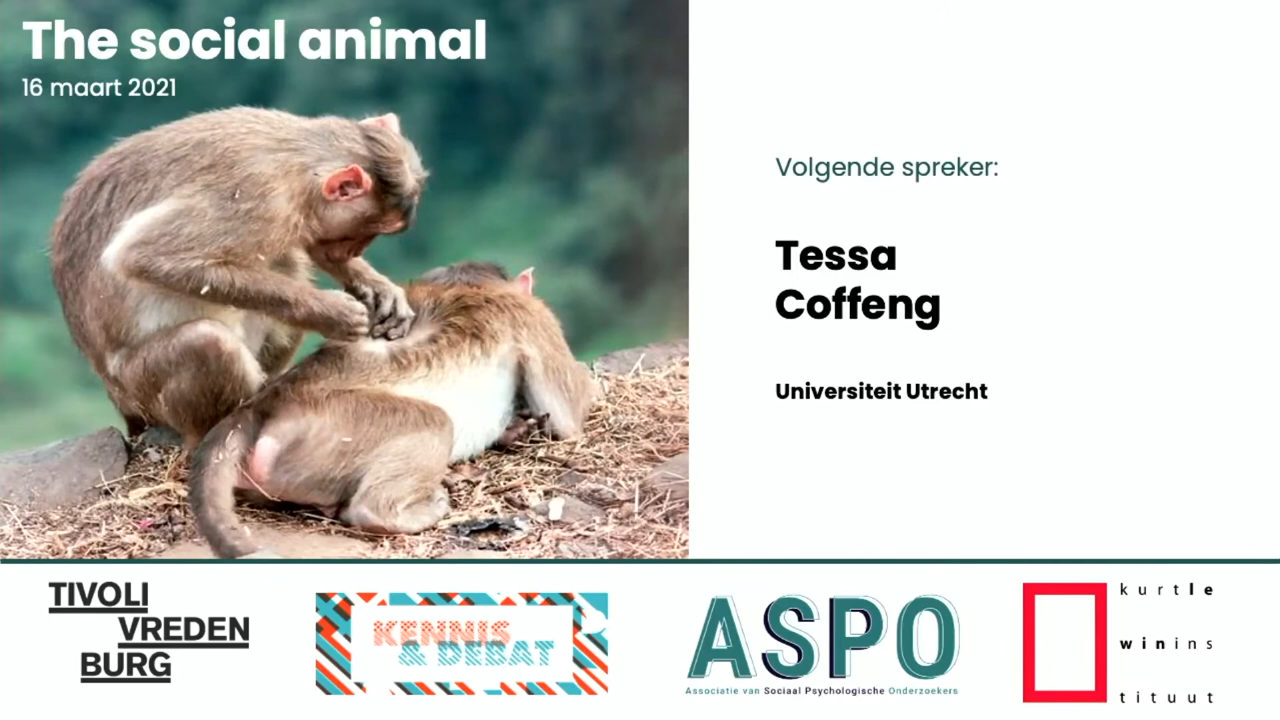 The social animal
16 maart 2021
Volgende spreker:
Tessa
Coffeng
Universiteit Utrecht
TIVOLI
VREDEN
BURG
KENNIS
& DEBAT
ASPO
Associatie van Sociaal Psychologische Onderzoekers
kurtle
winins
tituut